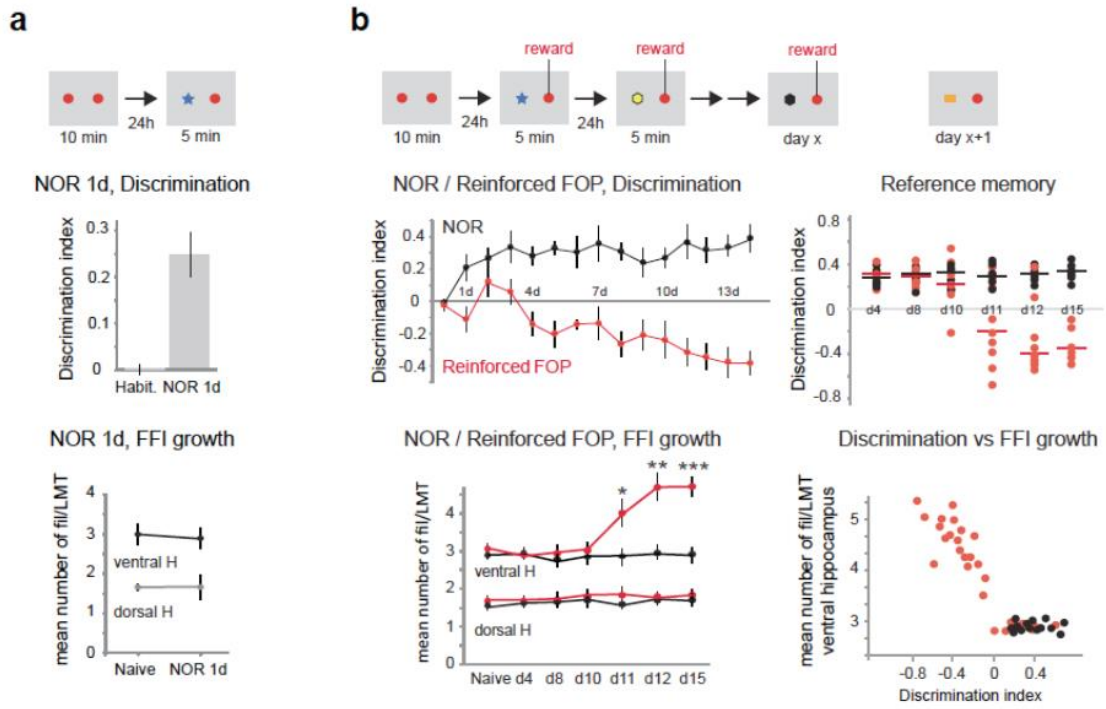 a
b
reward
reward
reward
24h
24h
24h
10 min
5 min
10 min
5 min
5 min
day x
day x+1
NOR 1d, Discrimination
NOR / Reinforced FOP, Discrimination
Reference memory
Discrimination index
0.3
0.2
0.1
0
Habit.
NOR 1d
Discrimination index
0.4
0.2
0
-0.2
-0.4
NOR
1d
4d
7d
10d
13d
Reinforced FOP
Discrimination index
0.8
0.4
0
-0.4
-0.8
d4
d8
d10
d11
d12
d15
NOR 1d, FFI growth
NOR / Reinforced FOP, FFI growth
Discrimination vs FFI growth
mean number of fil/LMT
4
3
2
1
0
ventral H
dorsal H
Naive
NOR 1d
mean number of fil/LMT
4
3
2
1
0
*
**
***
ventral H
dorsal H
Naive d4 d8 d10 d11 d12 d15
mean number of fil/LMT
ventral hippocampus
5
4
3
-0.8
-0.4
0
0.4
Discrimination index